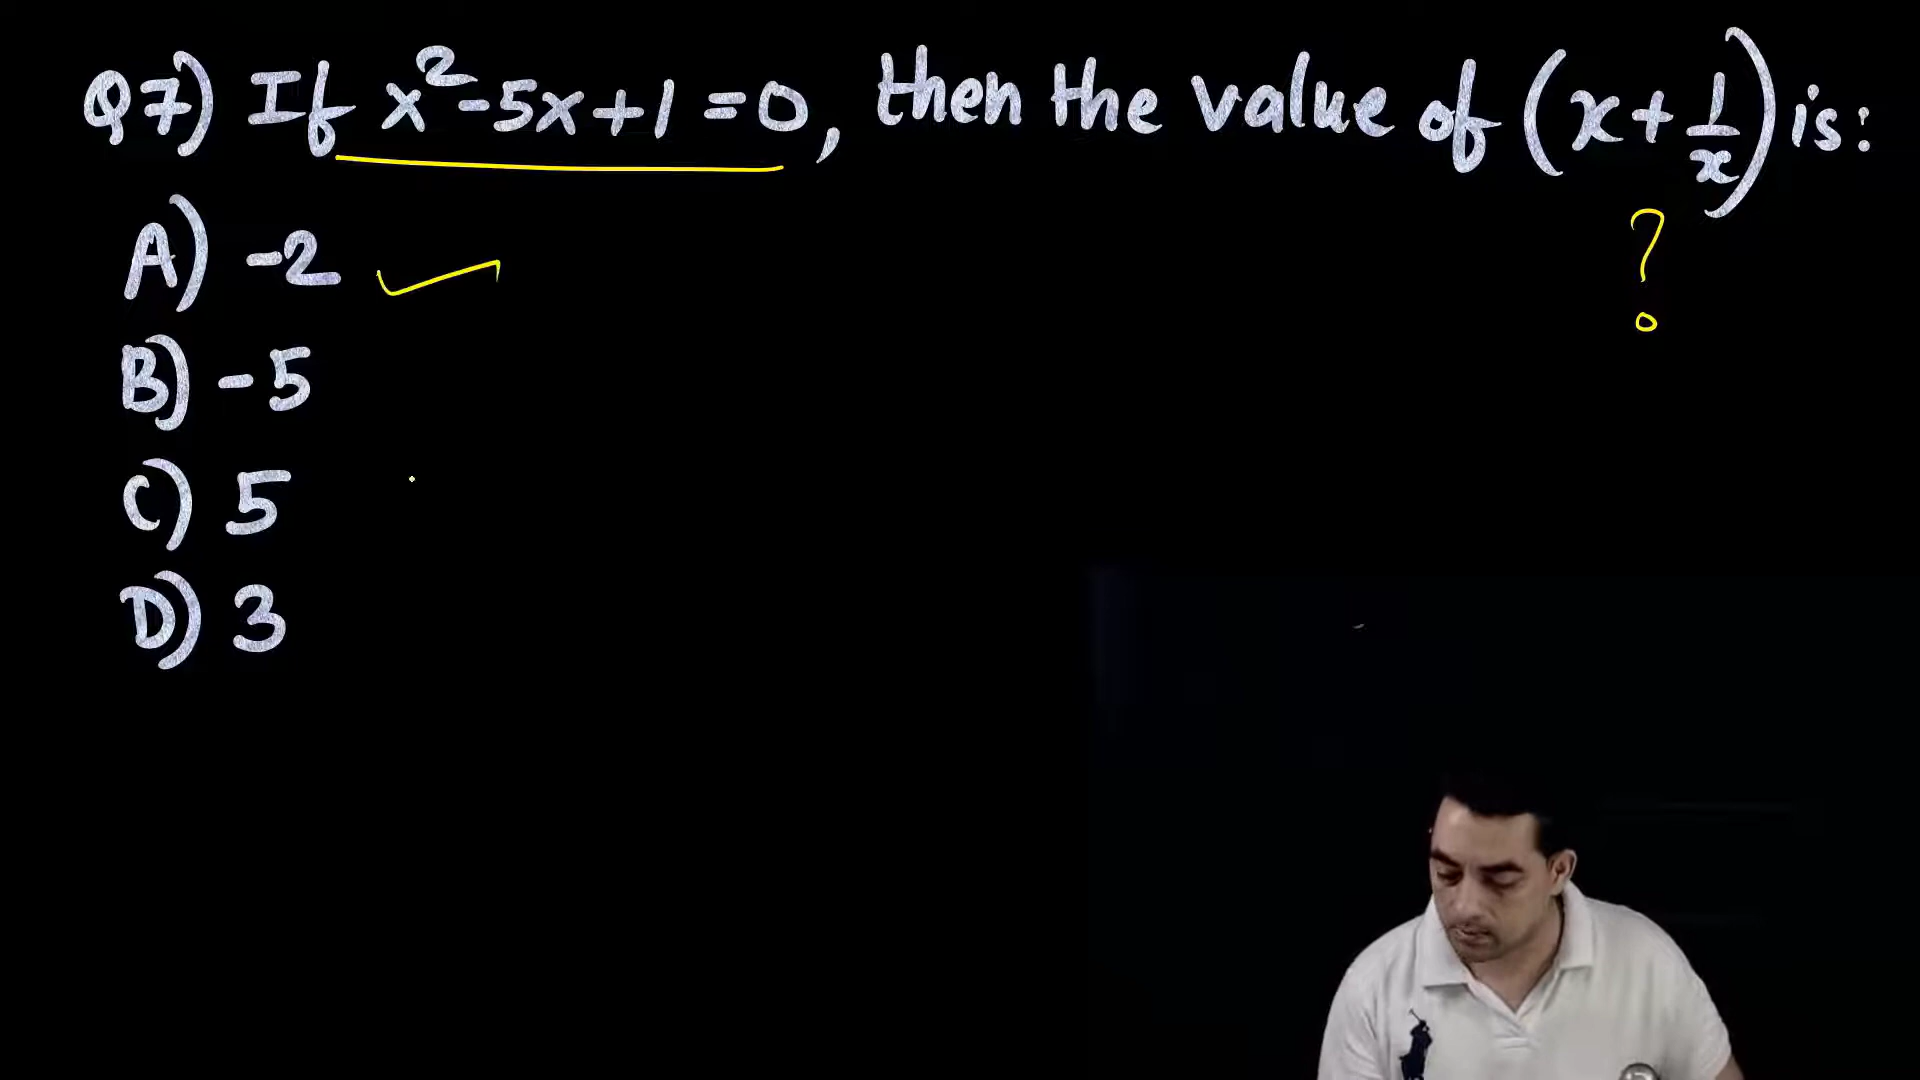 Q7) If x²-5x+1=0, then the value of (x+1/x) is:
?
A) -2
B) -5
C) 5
D) 3